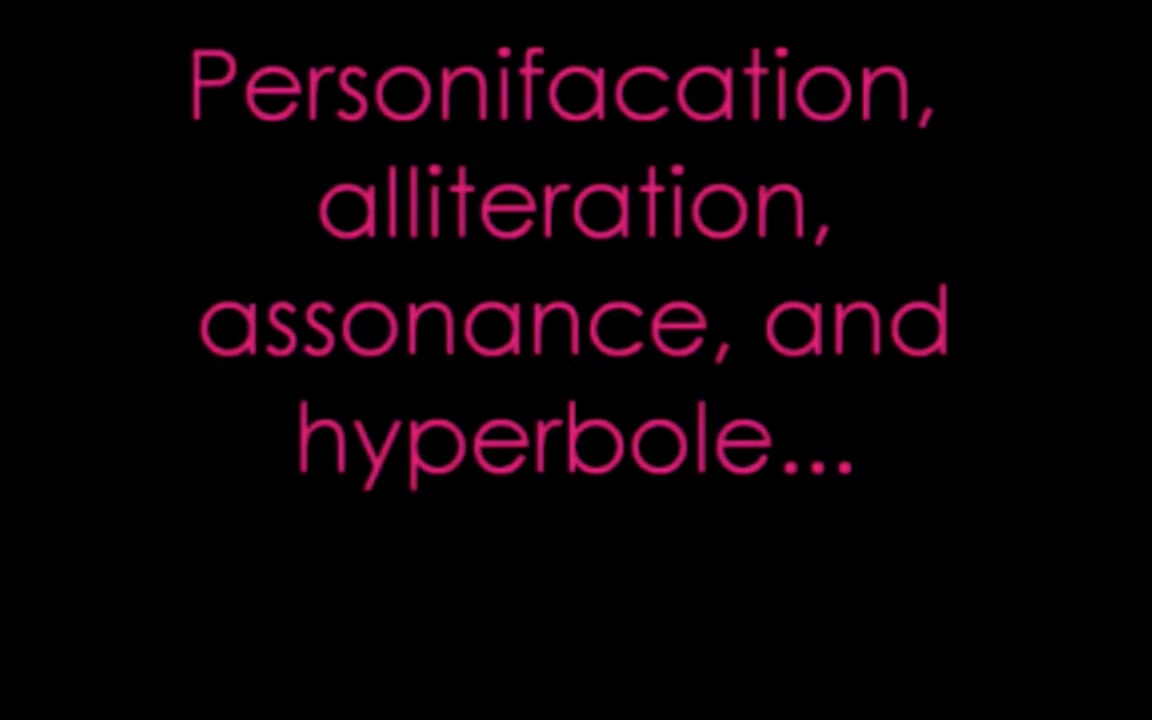 Personifacation,
alliteration,
assonance, and
hyperbole...